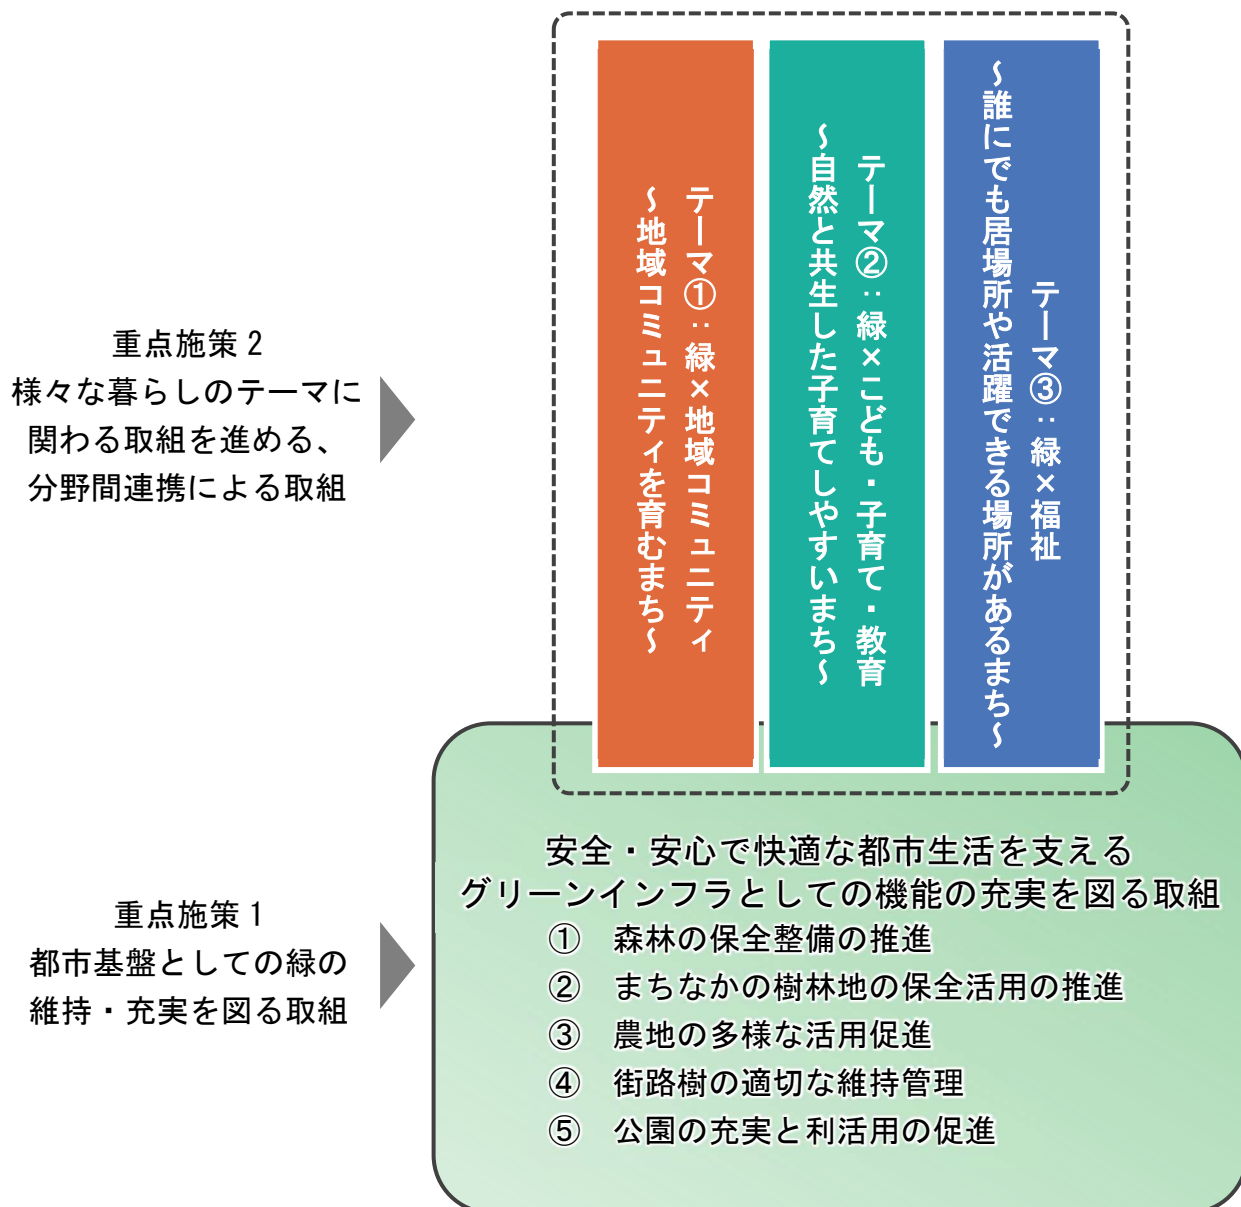 重点施策２
様々な暮らしのテーマに
関わる取組を進める、
分野間連携による取組
テーマ①：緑×地域コミュニティ
～地域コミュニティを育むまち～
テーマ②：緑×こども・子育て・教育
～自然と共生した子育てしやすいまち～
テーマ③：緑×福祉
～誰にでも居場所や活躍できる場所があるまち～
重点施策１
都市基盤としての緑の
維持・充実を図る取組
安全・安心で快適な都市生活を支える
グリーンインフラとしての機能の充実を図る取組
①　森林の保全整備の推進
②　まちなかの樹林地の保全活用の推進
③　農地の多様な活用促進
④　街路樹の適切な維持管理
⑤　公園の充実と利活用の促進